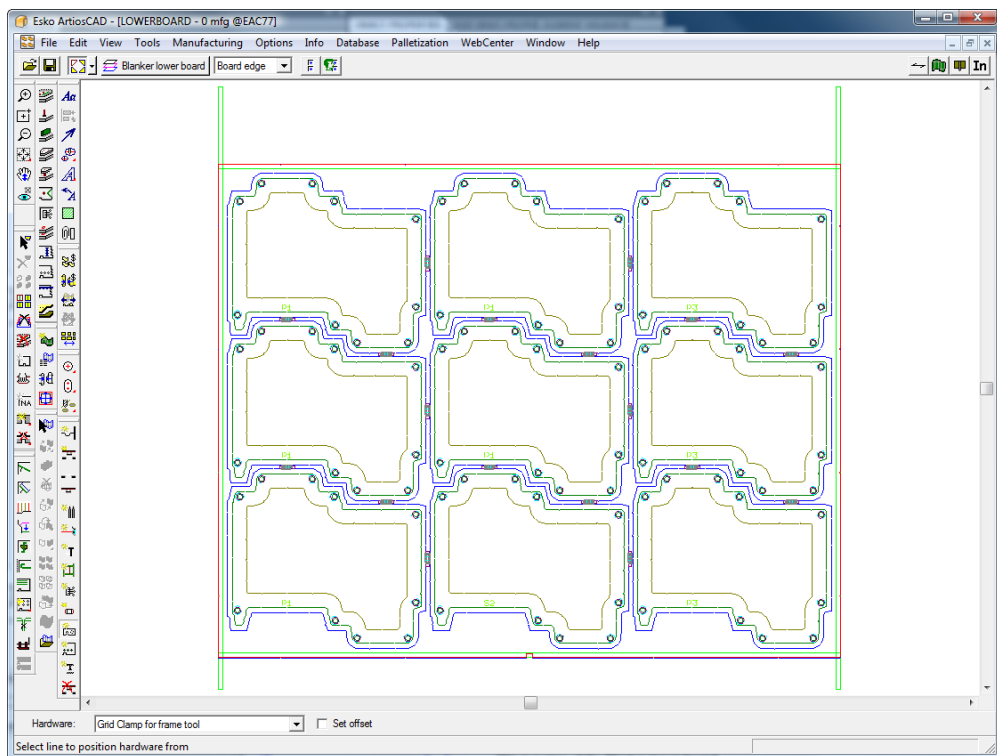 Esko ArtiosCAD - [LOWERBOARD - 0 mfg @EAC77]
File Edit View Tools Manufacturing Options Info Database Palletization WebCenter Window Help
Blanker lower board Board edge In
Hardware: Grid Clamp for frame tool Set offset
Select line to position hardware from